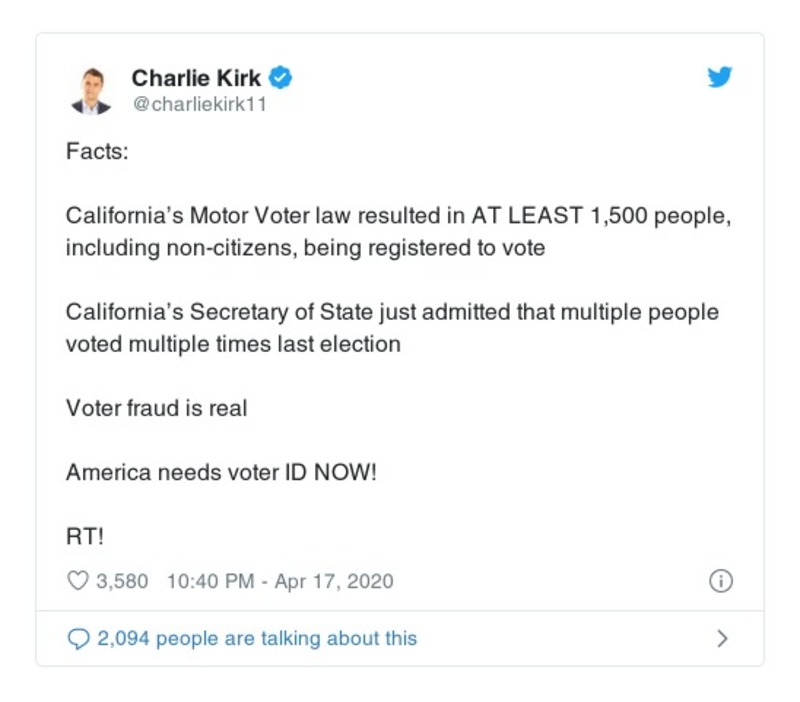 Charlie Kirk
@charliekirk11
Facts:
California’s Motor Voter law resulted in AT LEAST 1,500 people,
including non-citizens, being registered to vote
California’s Secretary of State just admitted that multiple people
voted multiple times last election
Voter fraud is real
America needs voter ID NOW!
RT!
3,580 10:40 PM - Apr 17, 2020
2,094 people are talking about this